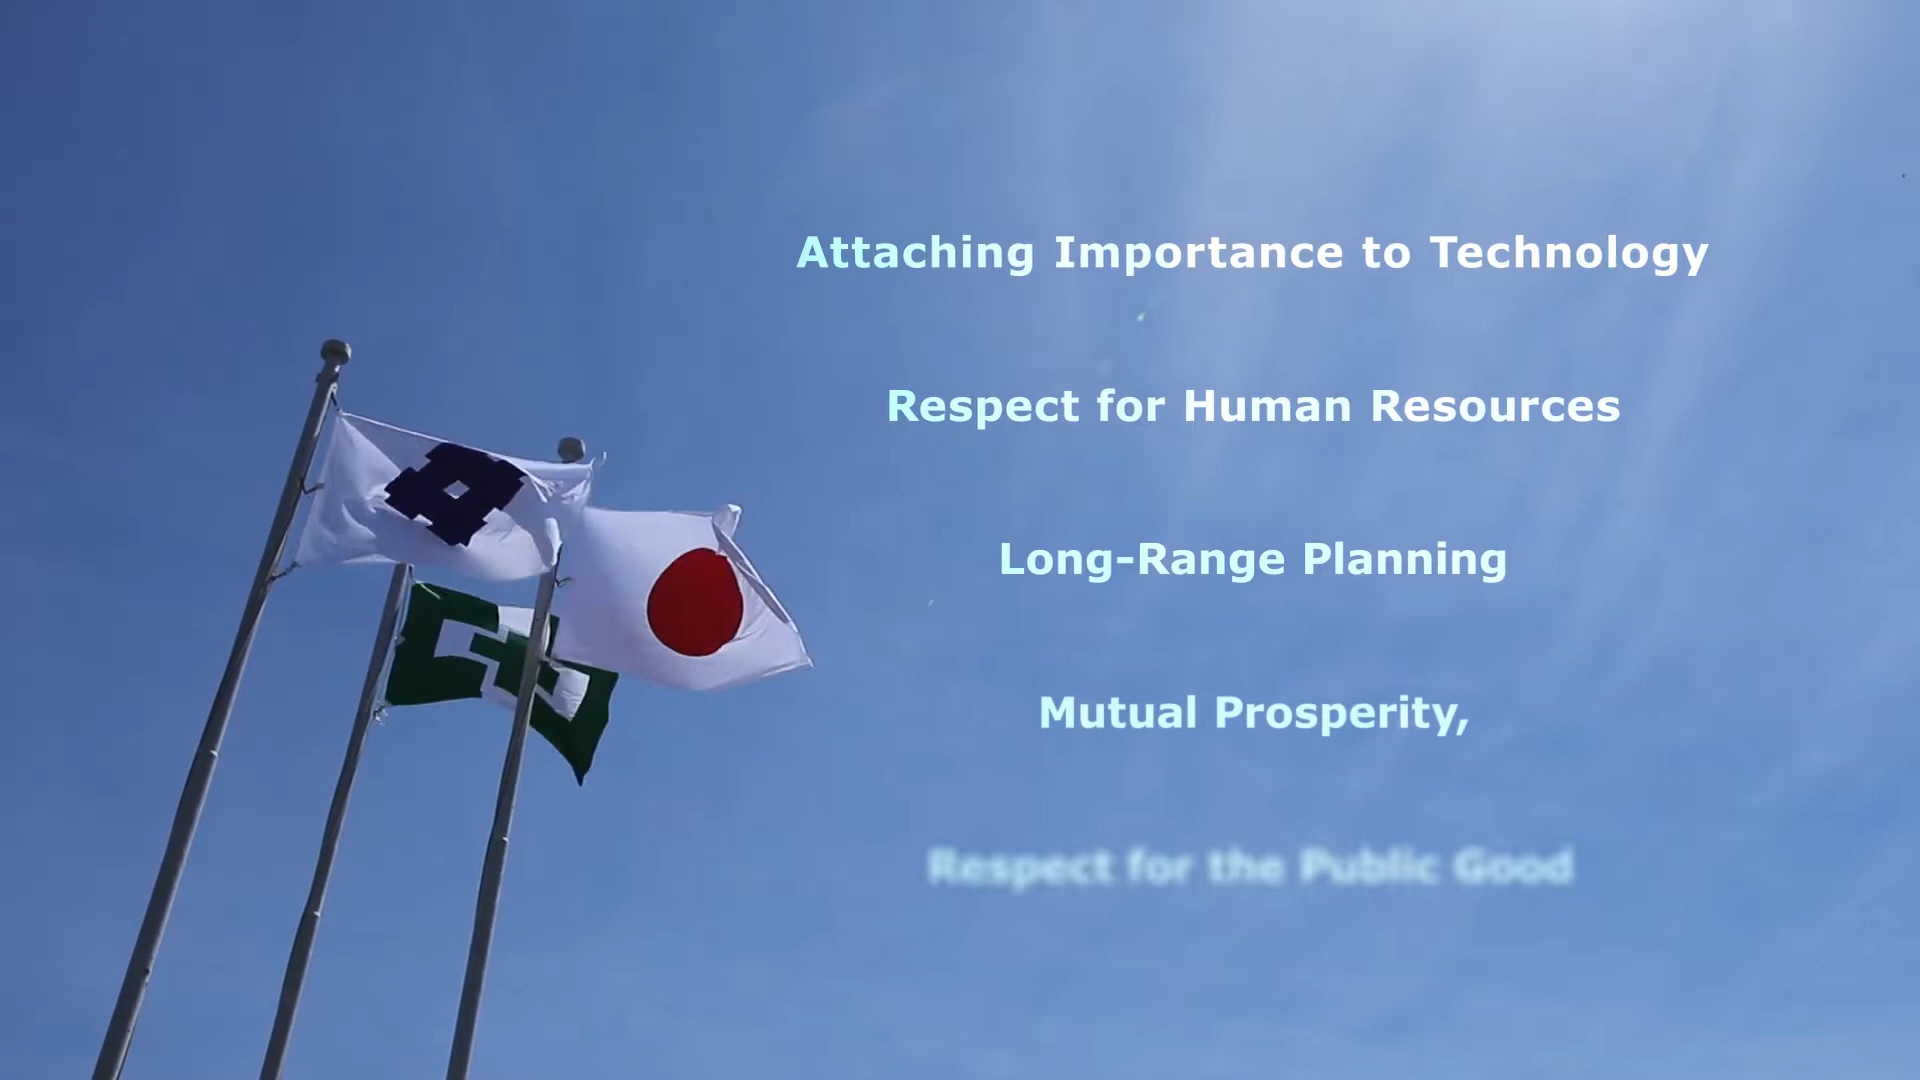 Attaching Importance to Technology
Respect for Human Resources
Long-Range Planning
Mutual Prosperity,
Respect for the Public Good